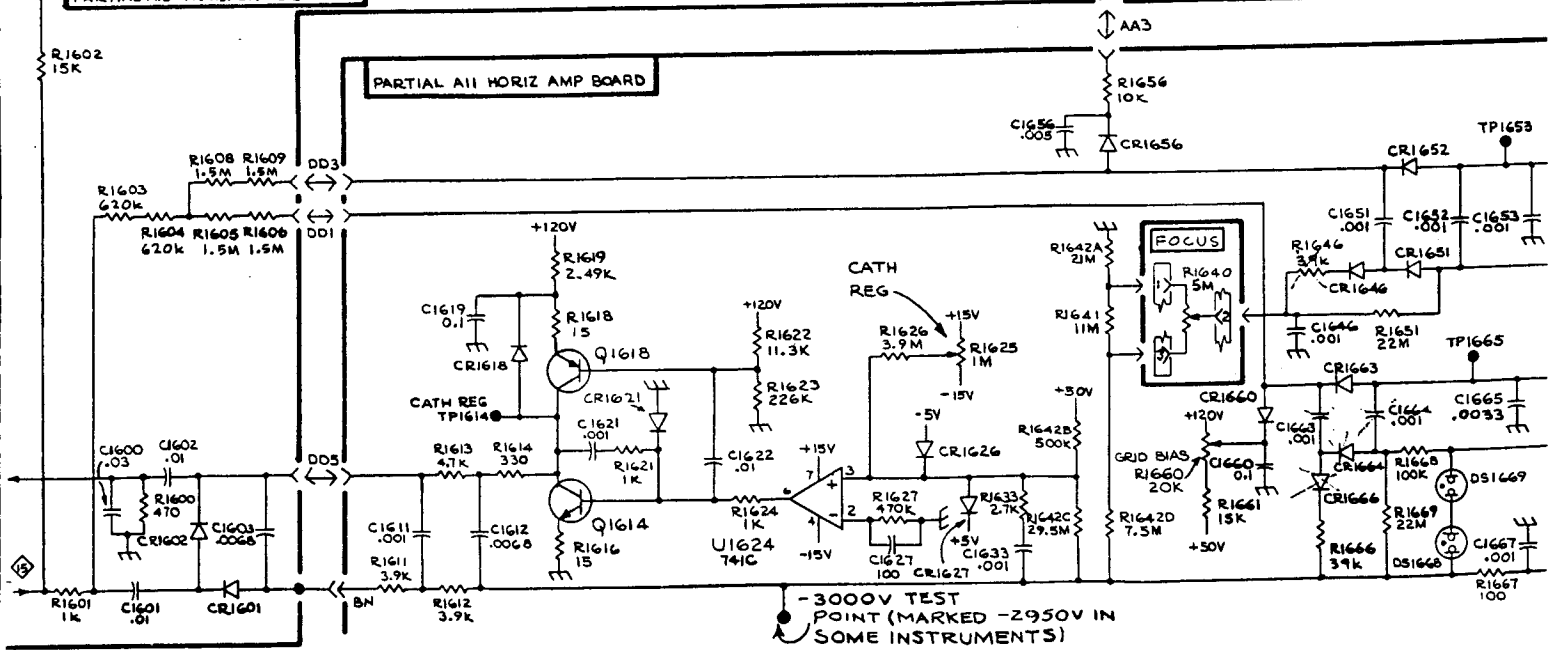 AA3
R1602
15K
PARTIAL A11 HORIZ AMP BOARD
R1656
10K
C1656
.005
CR1656
TP1653
CR1652
R1608 R1609
1.5M 1.5M
DD3
R1603
620K
R1604 R1605 R1606
620K 1.5M 1.5M
DD1
C1651
.001
C1652
.001
C1653
.001
+120V
R1619
2.49K
FOCUS
R1642A
21M
R1640
5M
1
2
R1646
3.9K
CR1651
CR1646
CATH
REG
C1619
0.1
R1618
15
+120V
+15V
R1641
11M
C1646
.001
R1651
22M
R1622
11.3K
R1626
3.9M
R1625
1M
CR1618
Q1618
TP1665
CR1663
R1623
226K
-15V
CR1621
CATH REG
TP1614
+50V
CR1660
C1665
.0033
+120V
C1663
.001
C1664
.001
C1621
.001
-5V
R1642B
500K
C1600
.03
C1602
.01
DD5
R1613
4.7K
R1614
330
R1621
1K
C1622
.01
+15V
7
3
+
CR1626
GRID BIAS
R1660
20K
C1660
0.1
CR1664
R1668
100K
DS1669
R1600
470
CR1602
C1603
.0068
6
R1627
470K
R1633
2.7K
R1661
15K
CR1666
Q1614
R1624
1K
−
2
4
-15V
R1642C
29.5M
R1642D
7.5M
R1669
22M
C1611
.001
C1612
.0068
U1624
741C
+5V
C1633
.001
+50V
R1616
15
C1627
100
CR1627
R1666
39K
DS1668
C1667
.001
15
R1611
3.9K
R1601
1K
C1601
.01
CR1601
BN
R1612
3.9K
R1667
100
-3000V TEST
POINT (MARKED -2950V IN
SOME INSTRUMENTS)